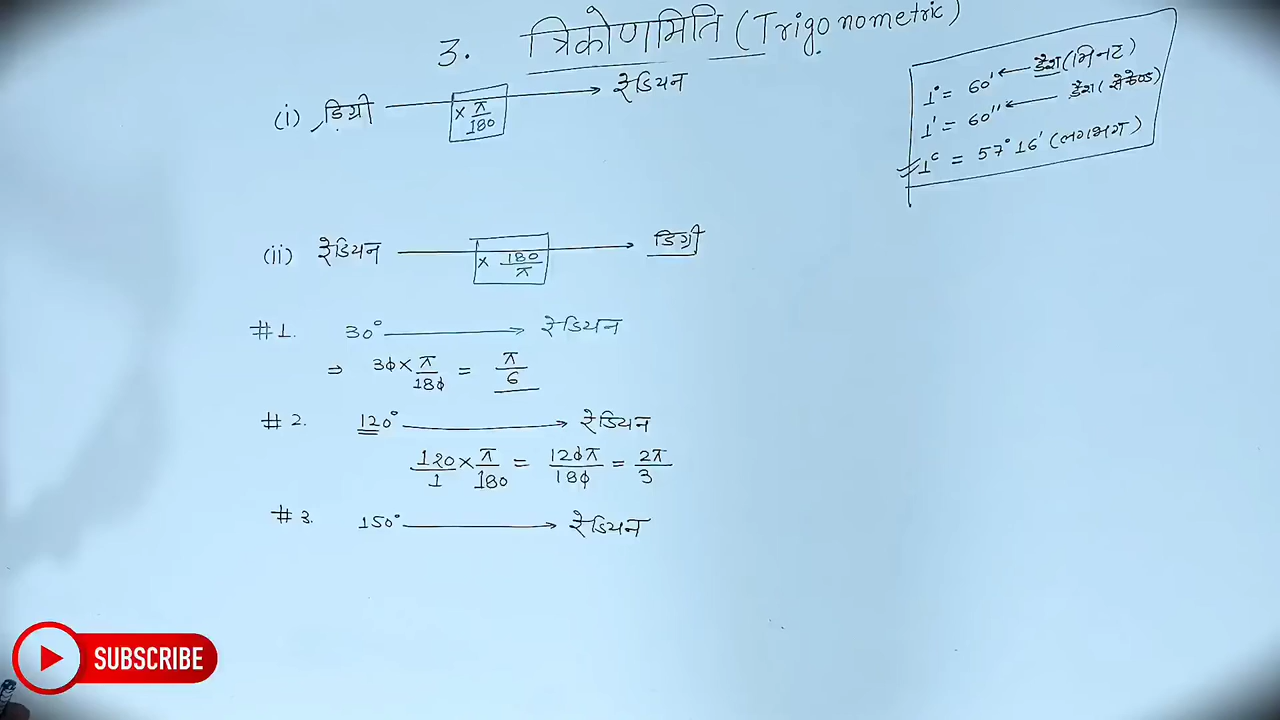 3. त्रिकोणमिति (Trigonometric)
(i) डिग्री × π/180 → रेडियन
1° = 60' ← डैश (मिनट)
1' = 60'' ← डैश (सेकेण्ड)
1ᶜ = 57° 16' (लगभग)
(ii) रेडियन × 180/π → डिग्री
#1. 30° → रेडियन
⇒ 30 × π/180 = π/6
#2. 120° → रेडियन
120/1 × π/180 = 120π/180 = 2π/3
#3. 150° → रेडियन
SUBSCRIBE